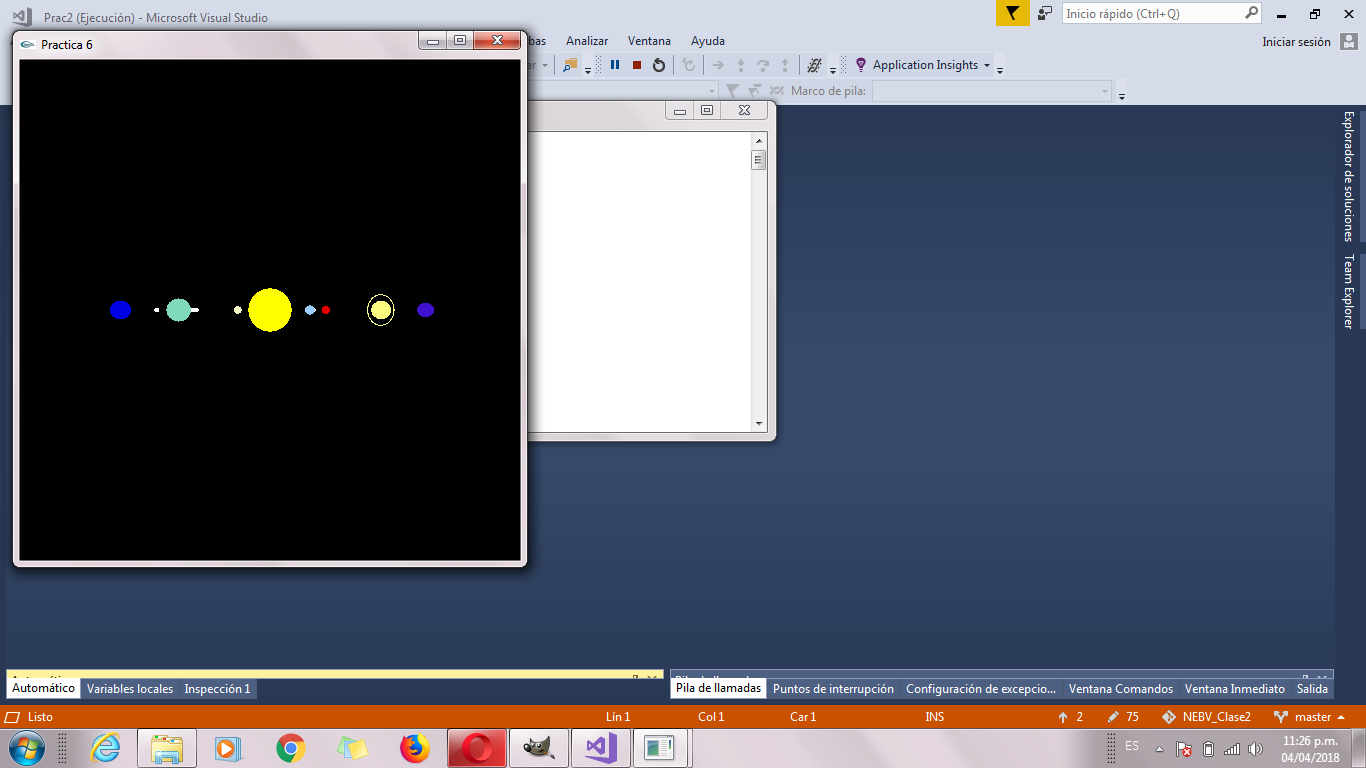 Prac2 (Ejecución) - Microsoft Visual Studio
Inicio rápido (Ctrl+Q)
Practica 6
bas Analizar Ventana Ayuda
Iniciar sesión
ar
Application Insights
Marco de pila:
Explorador de soluciones
Team Explorer
Automático Variables locales Inspección 1
Pila de llamadas Puntos de interrupción Configuración de excepcio... Ventana Comandos Ventana Inmediato Salida
Listo Lín 1 Col 1 Car 1 INS 2 75 NEBV_Clase2 master
ES 11:26 p.m.
04/04/2018